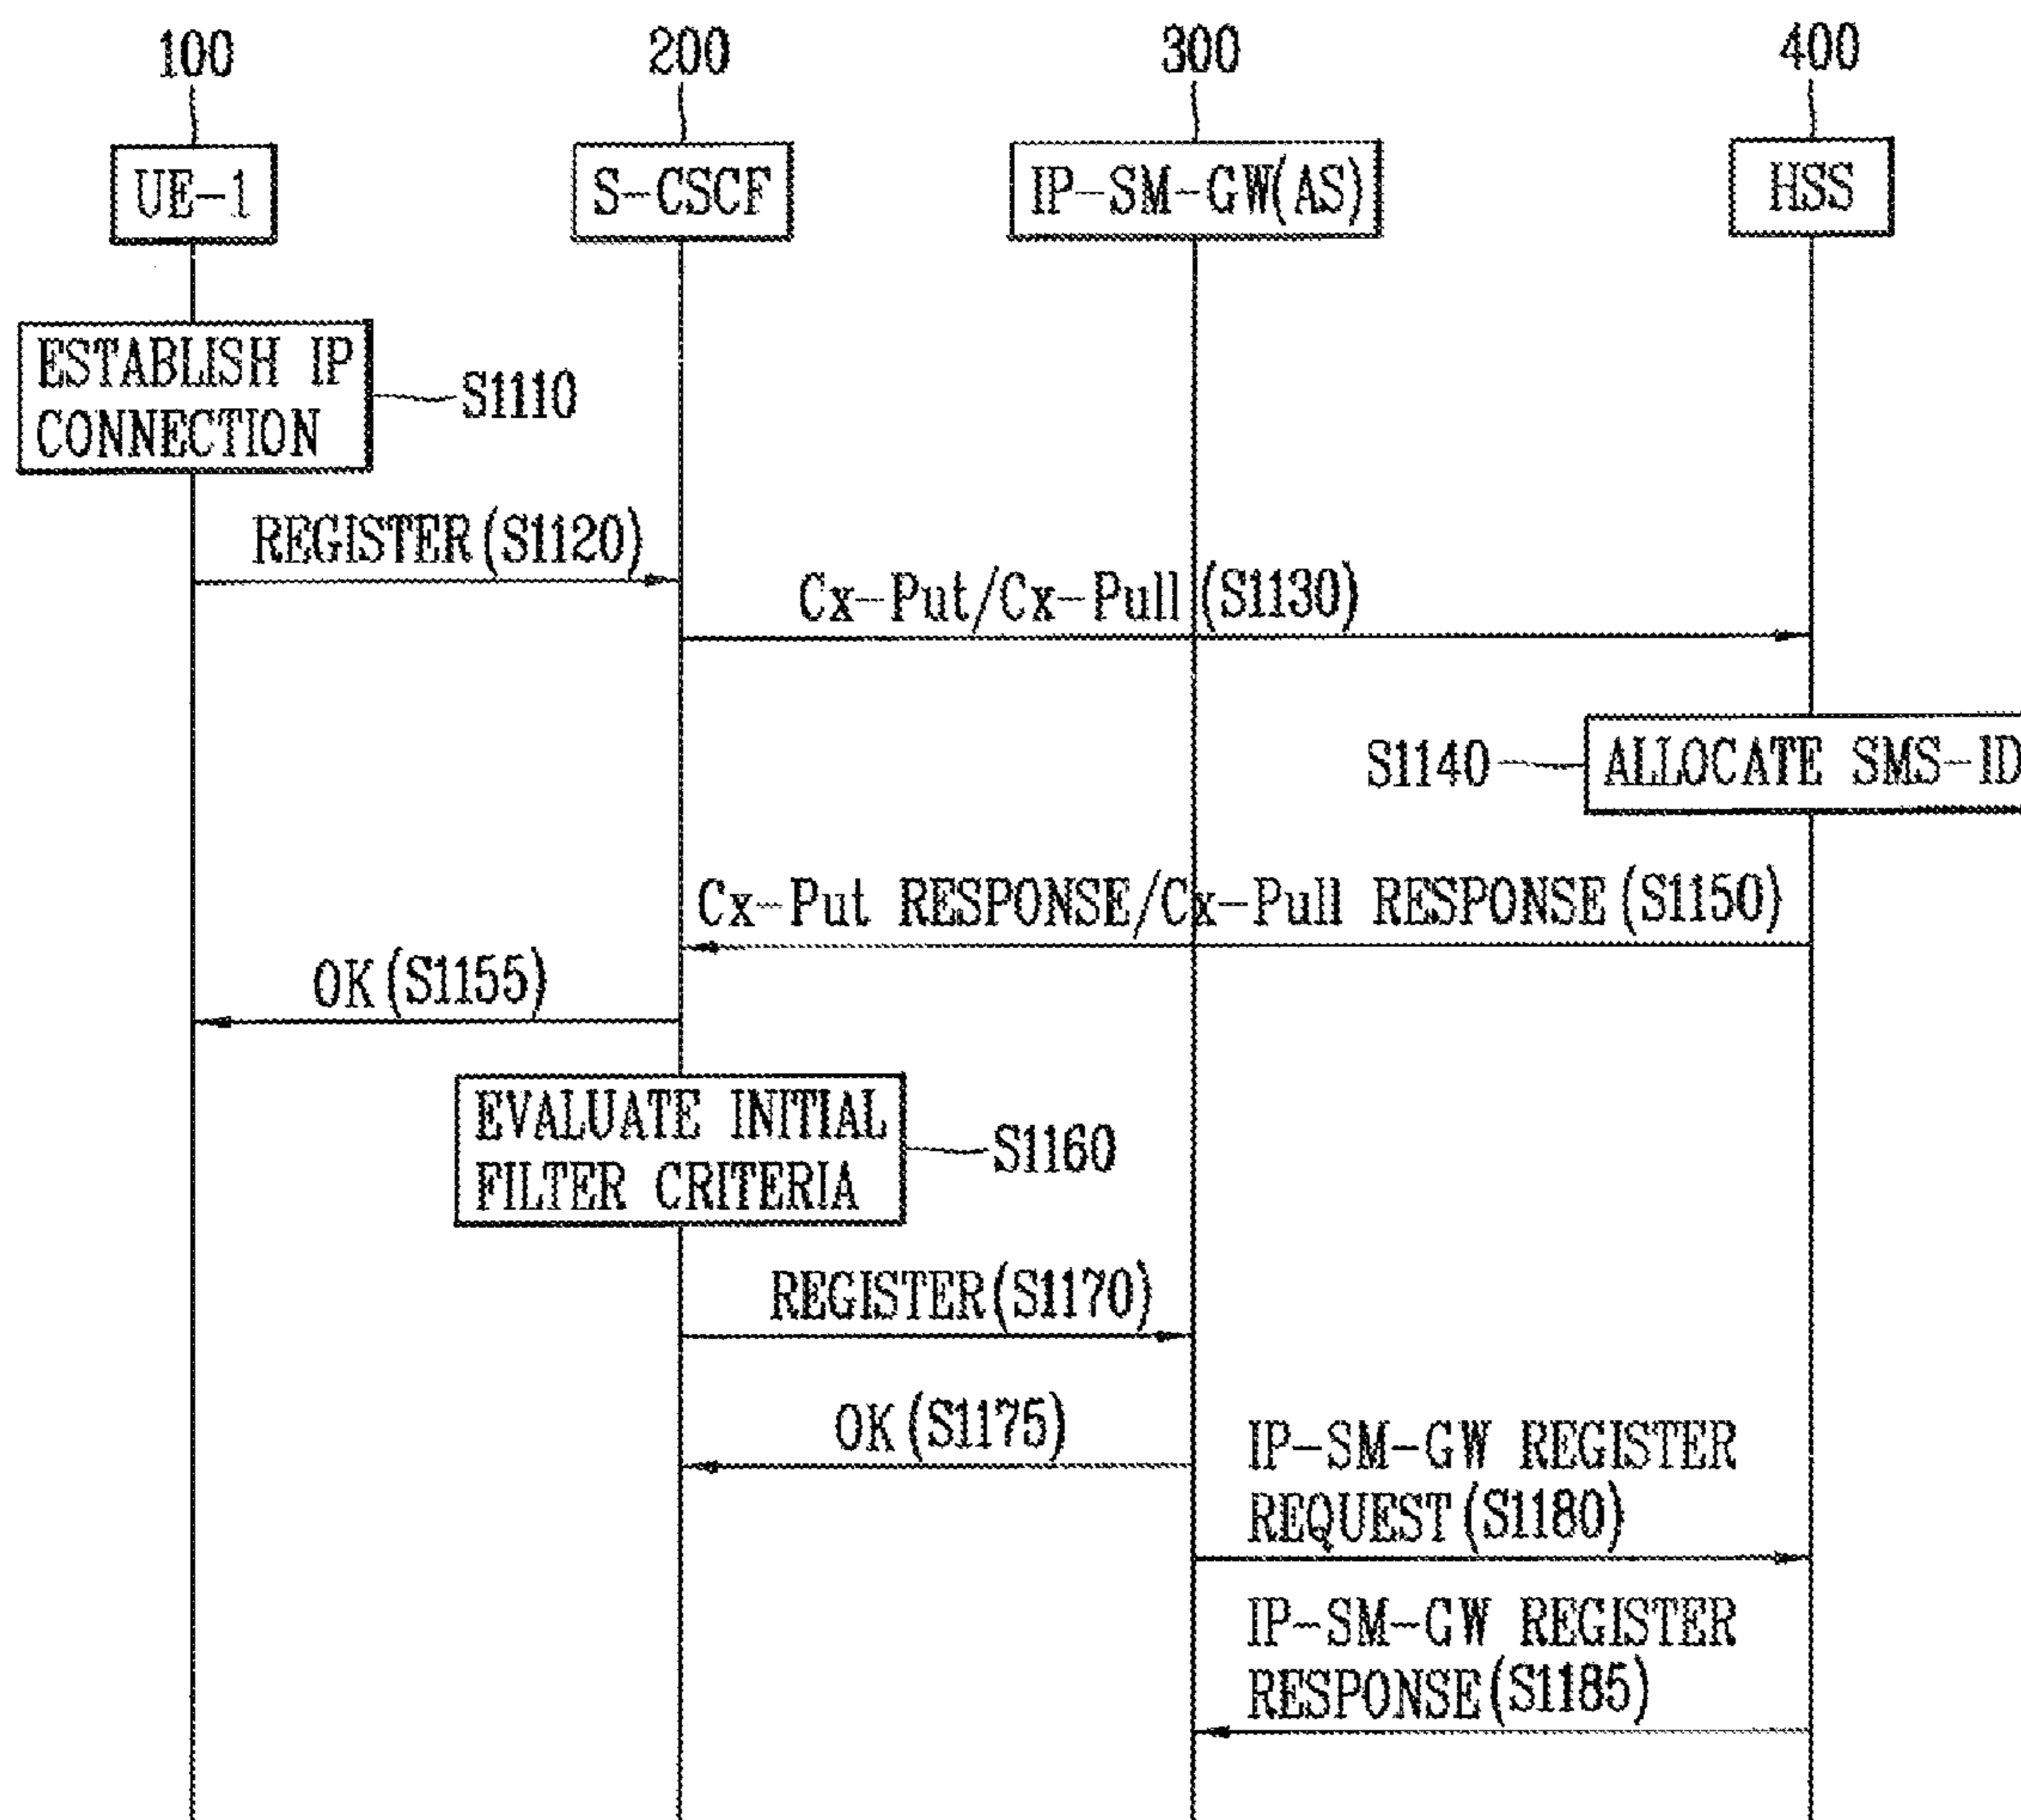 100 200 300 400
UE-1 S-CSCF IP-SM-GW(AS) HSS
ESTABLISH IP
CONNECTION
S1110
REGISTER(S1120)
Cx-Put/Cx-Pull(S1130)
S1140
ALLOCATE SMS-ID
Cx-Put RESPONSE/Cx-Pull RESPONSE(S1150)
OK(S1155)
EVALUATE INITIAL
FILTER CRITERIA
S1160
REGISTER(S1170)
OK(S1175)
IP-SM-GW REGISTER
REQUEST(S1180)
IP-SM-GW REGISTER
RESPONSE(S1185)